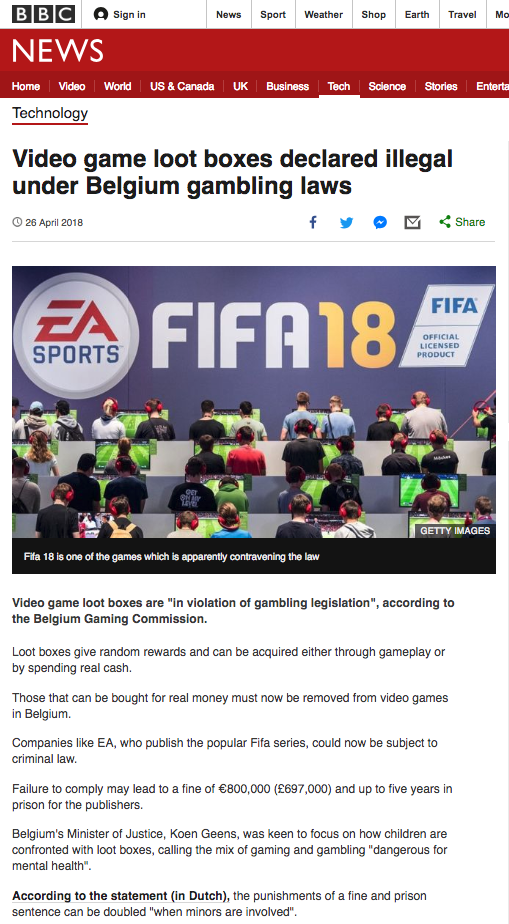 BBC Sign in News Sport Weather Shop Earth Travel Mo
NEWS
Home Video World US & Canada UK Business Tech Science Stories Enterta
Technology
Video game loot boxes declared illegal
under Belgium gambling laws
26 April 2018
Share
EA
SPORTS
FIFA 18
FIFA
OFFICIAL
LICENSED
PRODUCT
GETTY IMAGES
Fifa 18 is one of the games which is apparently contravening the law
Video game loot boxes are "in violation of gambling legislation", according to
the Belgium Gaming Commission.
Loot boxes give random rewards and can be acquired either through gameplay or
by spending real cash.
Those that can be bought for real money must now be removed from video games
in Belgium.
Companies like EA, who publish the popular Fifa series, could now be subject to
criminal law.
Failure to comply may lead to a fine of €800,000 (£697,000) and up to five years in
prison for the publishers.
Belgium's Minister of Justice, Koen Geens, was keen to focus on how children are
confronted with loot boxes, calling the mix of gaming and gambling "dangerous for
mental health".
According to the statement (in Dutch), the punishments of a fine and prison
sentence can be doubled "when minors are involved".